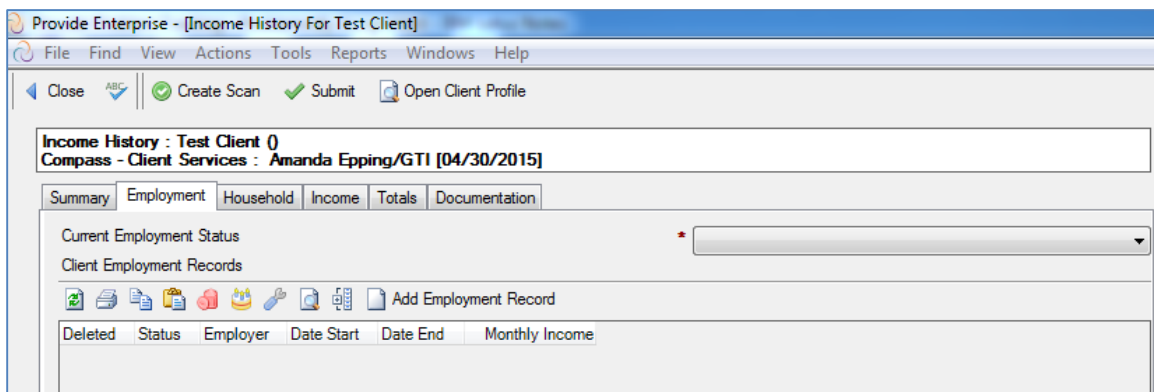 Provide Enterprise - [Income History For Test Client]
File Find View Actions Tools Reports Windows Help
Close ABC Create Scan Submit Open Client Profile
Income History : Test Client ()
Compass - Client Services : Amanda Epping/GTI [04/30/2015]
Summary Employment Household Income Totals Documentation
Current Employment Status *
Client Employment Records
Add Employment Record
Deleted Status Employer Date Start Date End Monthly Income